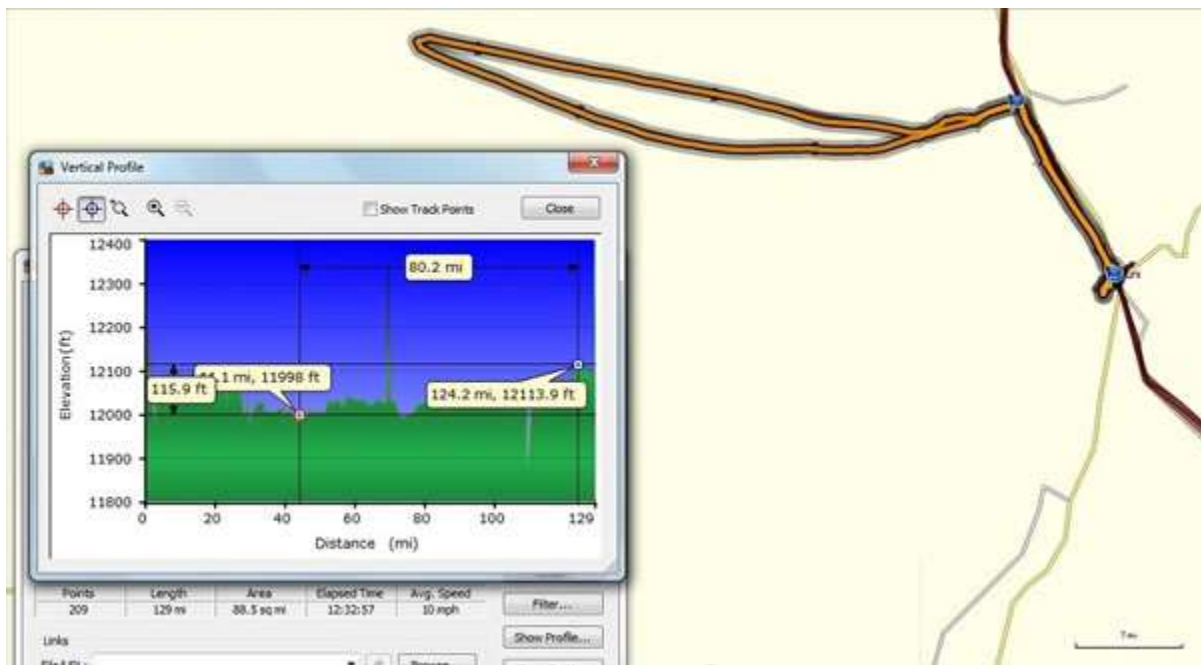 Vertical Profile
Show Track Points
Close
12400
12300
12200
12100
12000
11900
11800
Elevation(ft)
80.2 mi
.1 mi, 11998 ft
115.9 ft
124.2 mi, 12113.9 ft
0 20 40 60 80 100 129
Distance (mi)
Points Length Area Elapsed Time Avg. Speed
209 129 mi 88.5 sq mi 12:32:57 10 mph
Filter...
Links
Show Profile...
Browse...